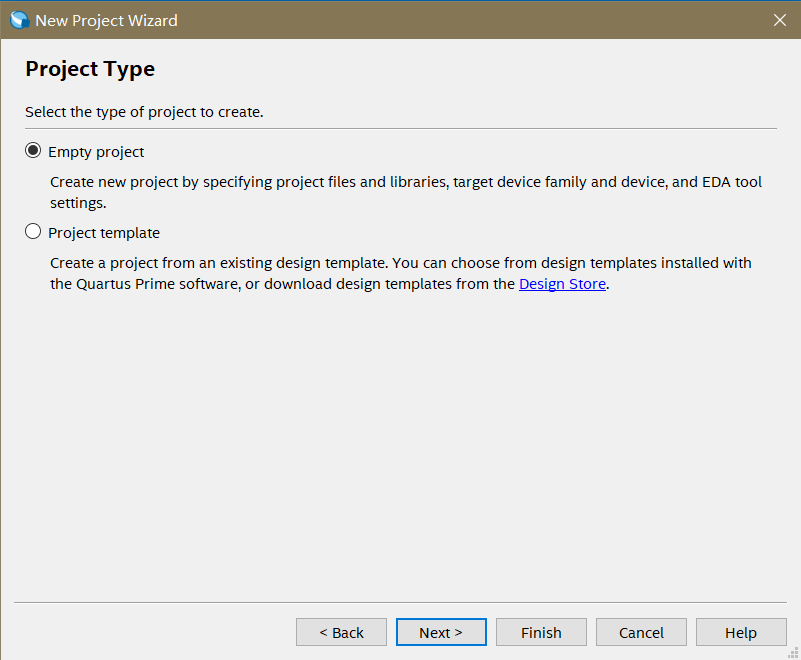 New Project Wizard
Project Type
Select the type of project to create.
Empty project
Create new project by specifying project files and libraries, target device family and device, and EDA tool
settings.
Project template
Create a project from an existing design template. You can choose from design templates installed with
the Quartus Prime software, or download design templates from the Design Store.
< Back
Next >
Finish
Cancel
Help